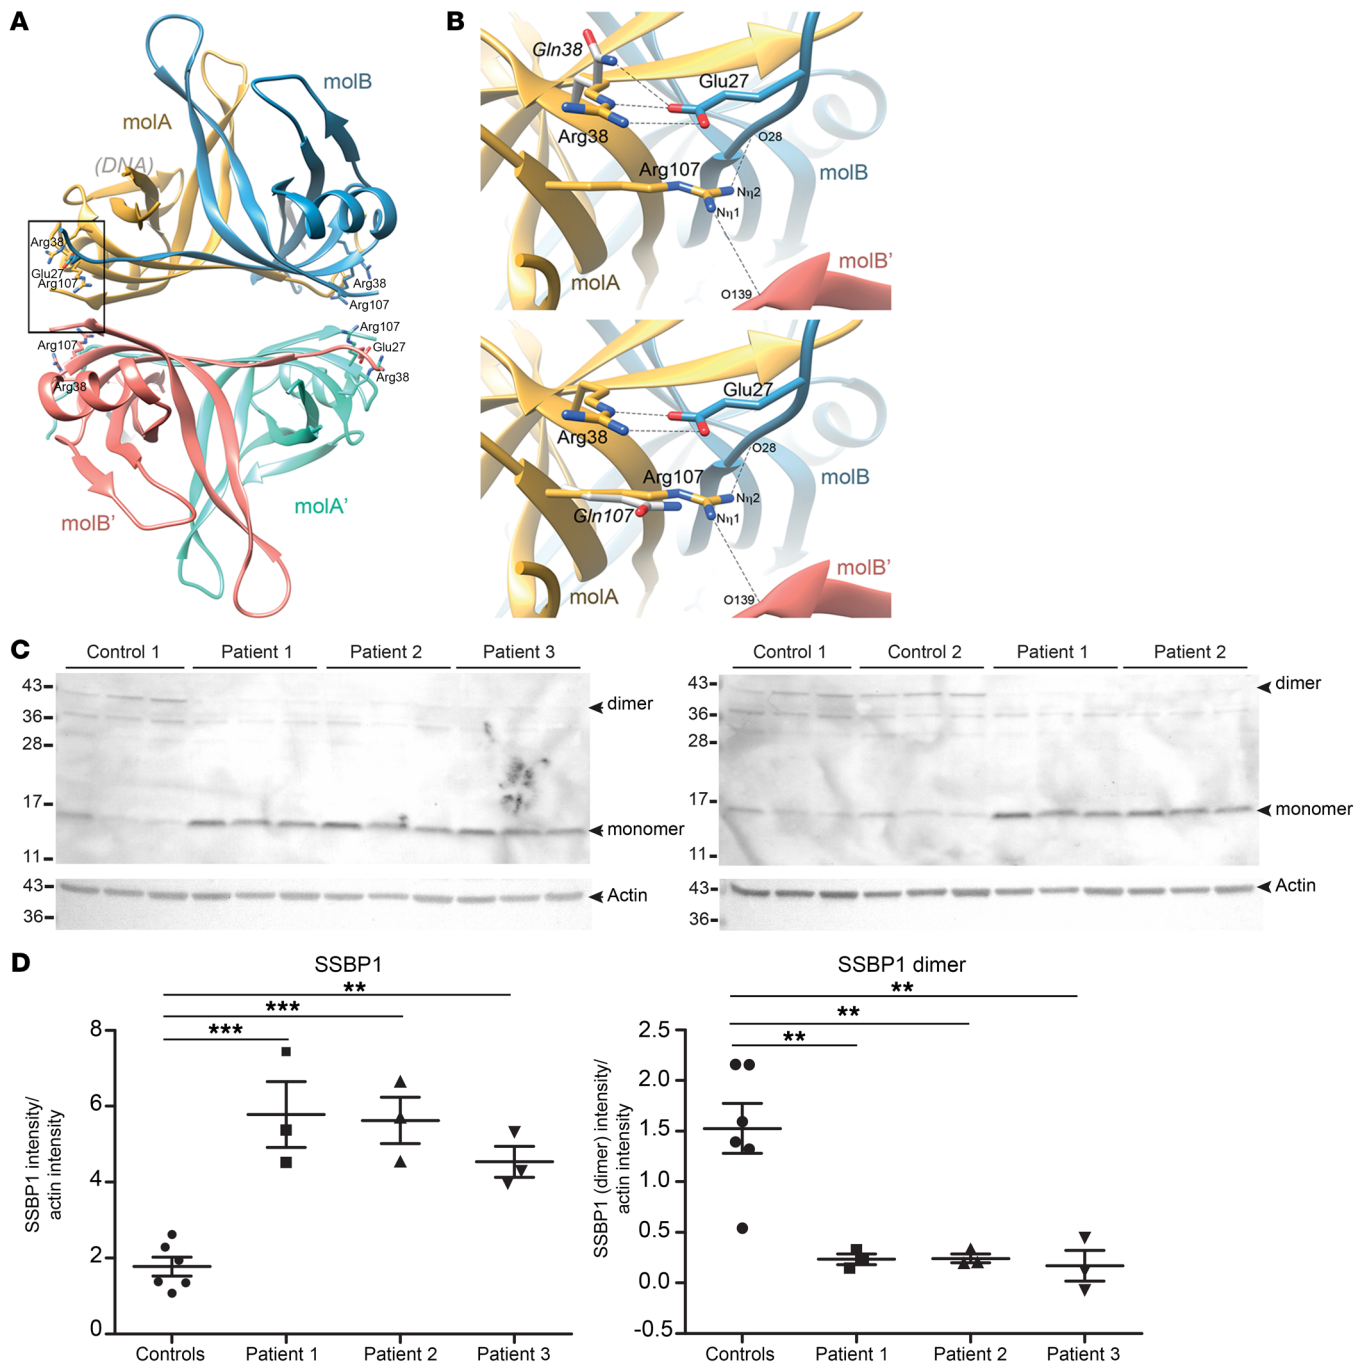 A
molA
molB
(DNA)
Arg38
Glu27
Arg107
Arg38
Arg107
Arg107
Arg38
Arg107
Glu27
Arg38
molB'
molA'
B
Gln38
Glu27
Arg38
O28
Arg107
Nη2
Nη1
molB
molB'
molA
O139
Glu27
Arg38
O28
Arg107
Nη2
Gln107
Nη1
molB
molB'
molA
O139
C
Control 1 Patient 1 Patient 2 Patient 3
43
36
28
17
11
dimer
monomer
43
36
Actin
Control 1 Control 2 Patient 1 Patient 2
43
36
28
17
11
dimer
monomer
43
36
Actin
D
SSBP1
**
***
***
SSBP1 intensity/
actin intensity
8
6
4
2
0
Controls Patient 1 Patient 2 Patient 3
SSBP1 dimer
**
**
**
SSBP1 (dimer) intensity/
actin intensity
2.5
2.0
1.5
1.0
0.5
0.0
-0.5
Controls Patient 1 Patient 2 Patient 3